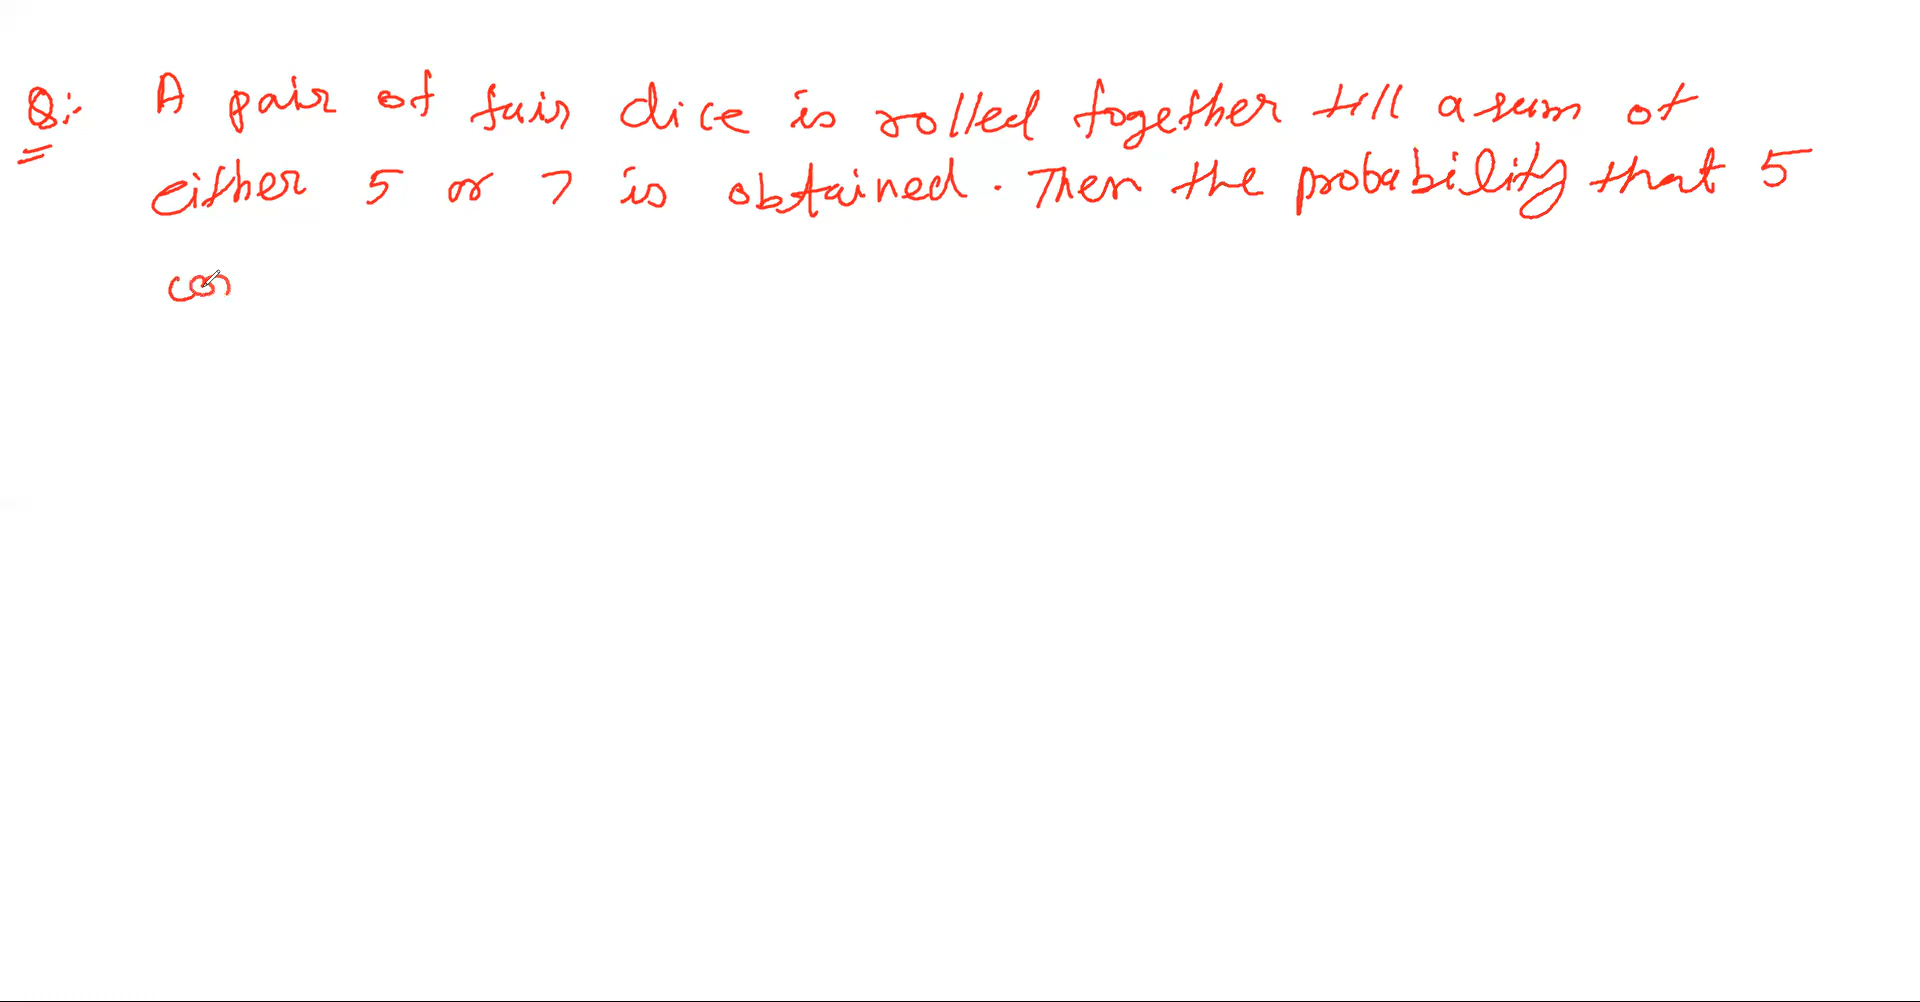 Q:- A pair of fair dice is rolled together till a sum of
either 5 or 7 is obtained. Then the probability that 5